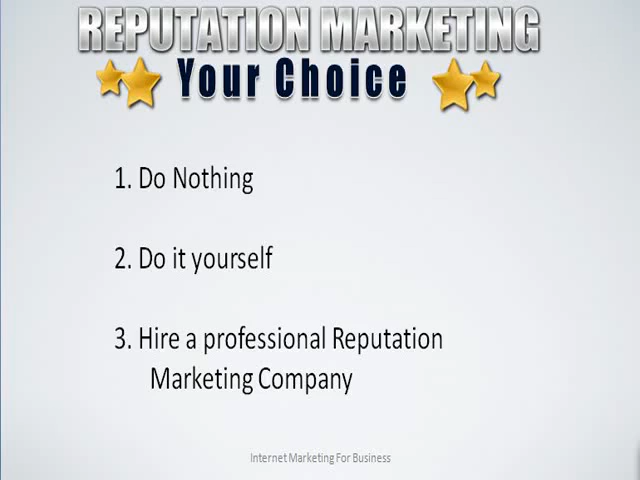 REPUTATION MARKETING
Your Choice
1. Do Nothing
2. Do it yourself
3. Hire a professional Reputation
Marketing Company
Internet Marketing For Business